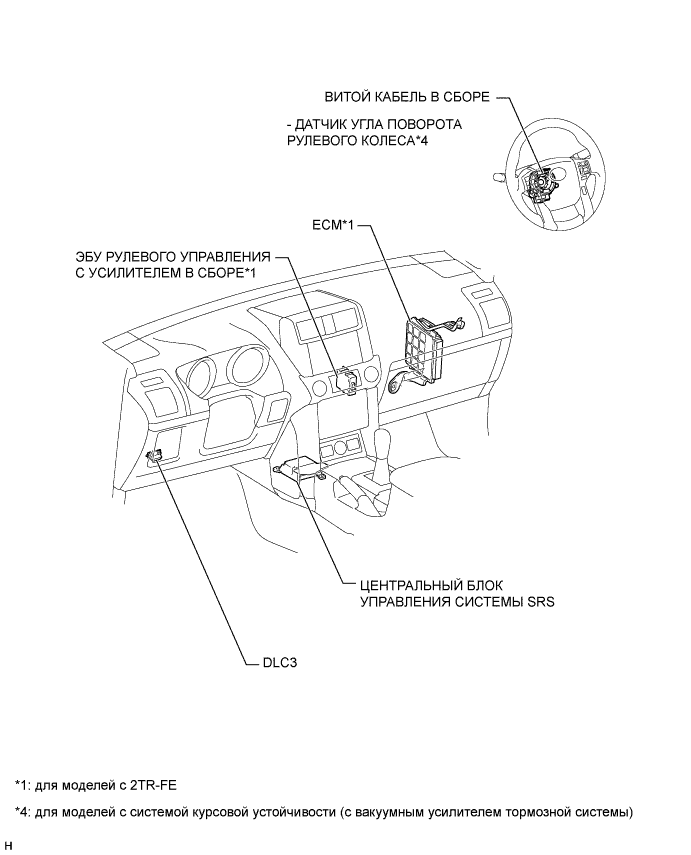 ВИТОЙ КАБЕЛЬ В СБОРЕ
- ДАТЧИК УГЛА ПОВОРОТА
РУЛЕВОГО КОЛЕСА*4
ECM*1
ЭБУ РУЛЕВОГО УПРАВЛЕНИЯ
С УСИЛИТЕЛЕМ В СБОРЕ*1
ЦЕНТРАЛЬНЫЙ БЛОК
УПРАВЛЕНИЯ СИСТЕМЫ SRS
DLC3
*1: для моделей с 2TR-FE
*4: для моделей с системой курсовой устойчивости (с вакуумным усилителем тормозной системы)
H